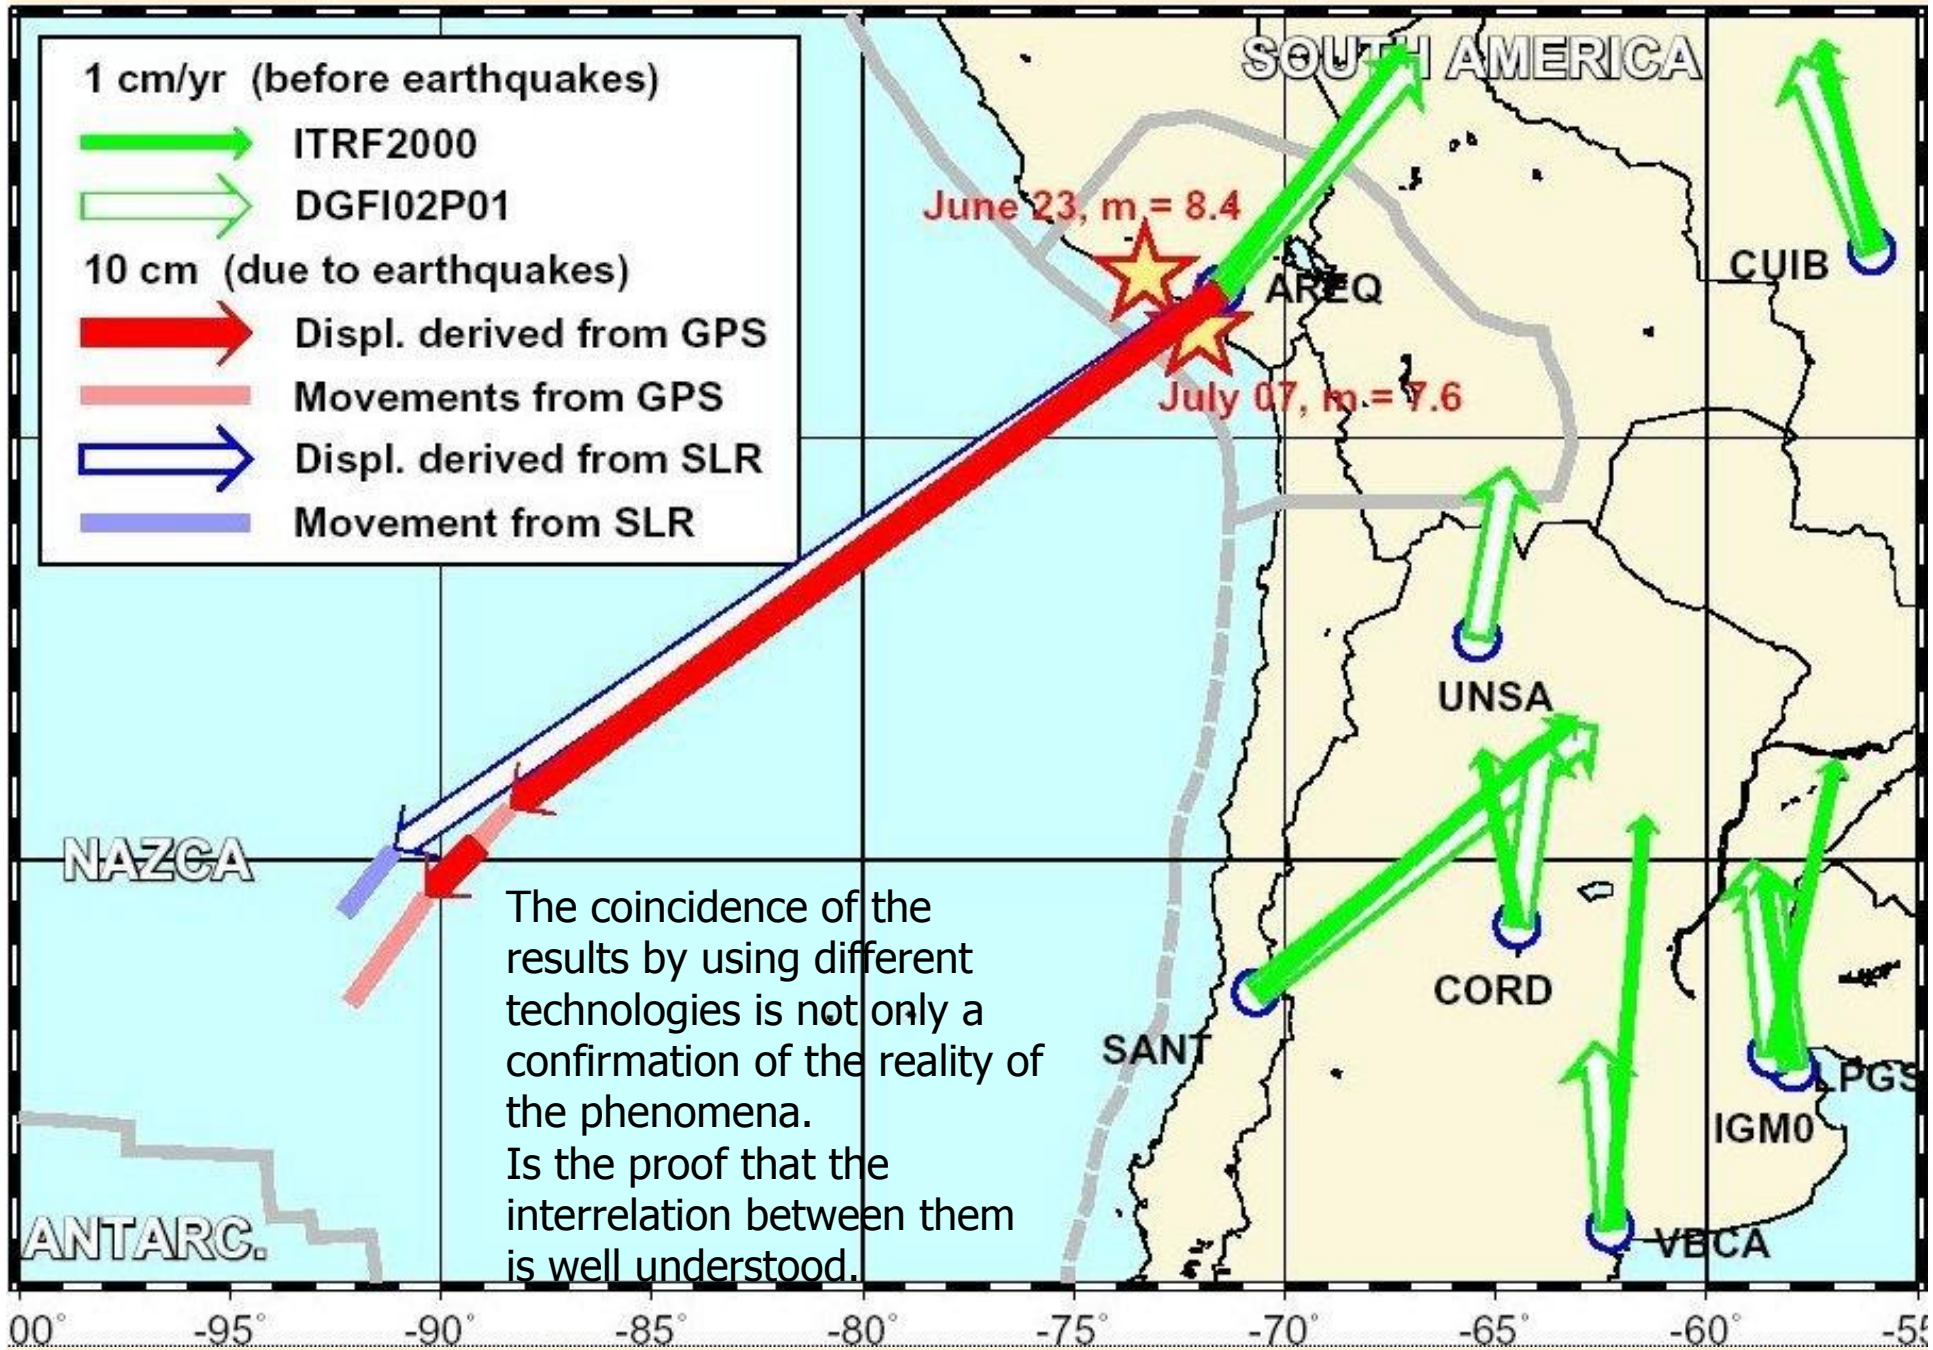 1 cm/yr (before earthquakes)
ITRF2000
DGFI02P01
10 cm (due to earthquakes)
Displ. derived from GPS
Movements from GPS
Displ. derived from SLR
Movement from SLR
SOUTH AMERICA
June 23, m = 8.4
AREQ
CUIB
July 07, m = 7.6
UNSA
NAZCA
CORD
SANT
LPGS
IGM0
VBCA
ANTARC.
The coincidence of the
results by using different
technologies is not only a
confirmation of the reality of
the phenomena.
Is the proof that the
interrelation between them
is well understood.
00° -95° -90° -85° -80° -75° -70° -65° -60° -55